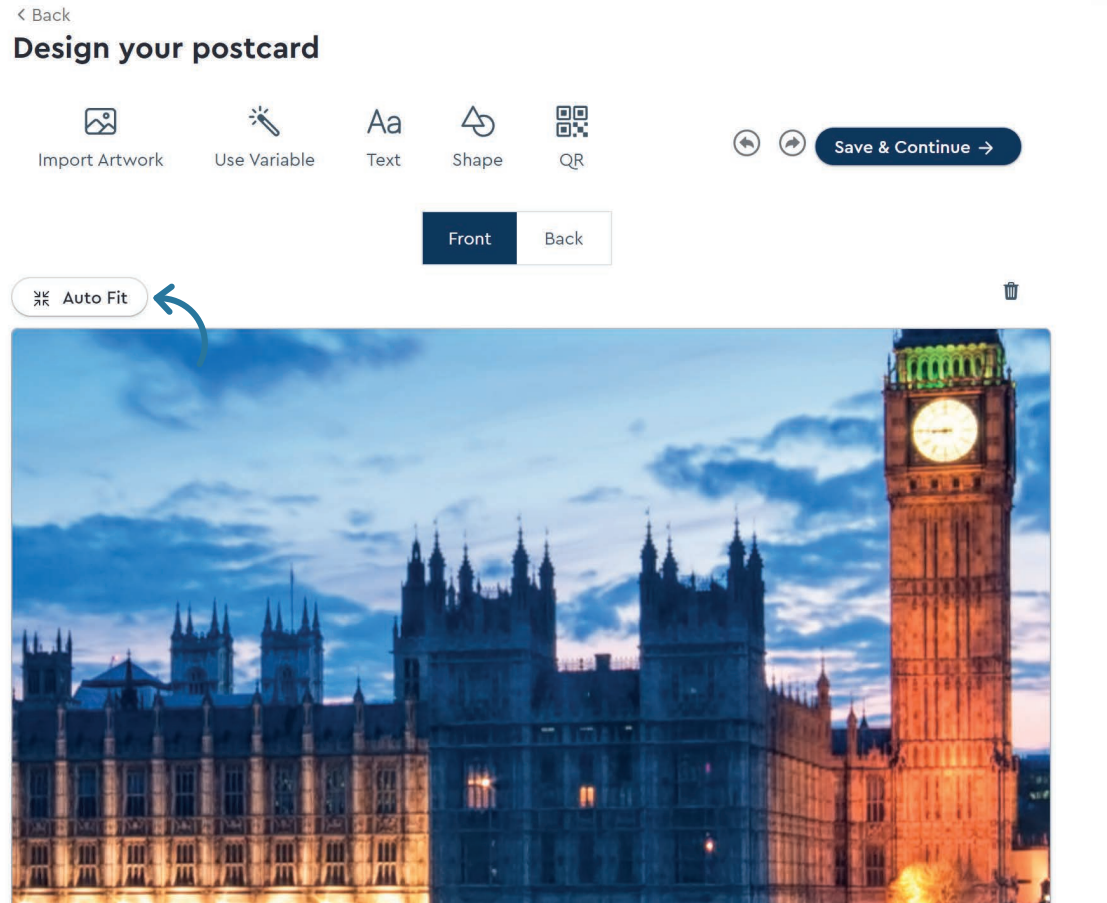 Back
Design your postcard
Import Artwork
Use Variable
Aa
Text
Shape
QR
Save & Continue →
Front
Back
Auto Fit